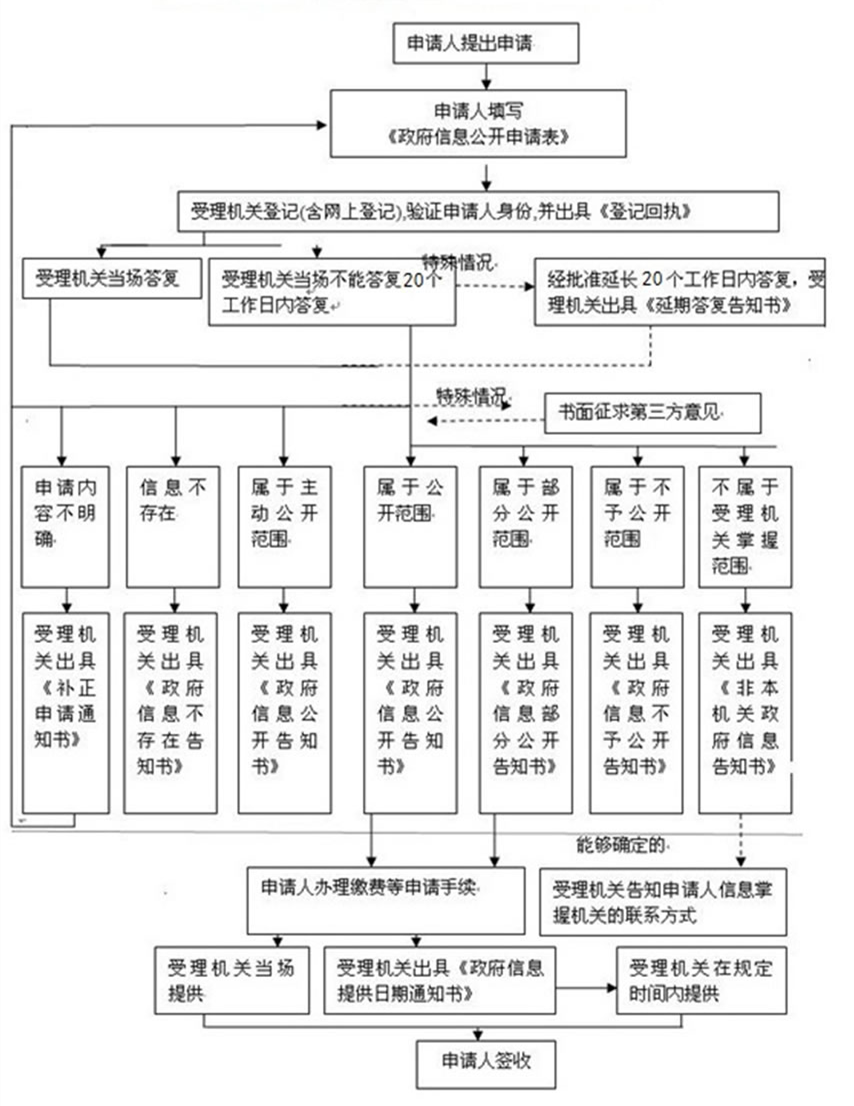 申请人提出申请
申请人填写
《政府信息公开申请表》
受理机关登记(含网上登记),验证申请人身份,并出具《登记回执》
受理机关当场答复
受理机关当场不能答复20个
工作日内答复
特殊情况
经批准延长20个工作日内答复，受
理机关出具《延期答复告知书》
特殊情况
书面征求第三方意见
申请内
容不明
确
信息不
存在
属于主
动公开
范围
属于公
开范围
属于部
分公开
范围
属于不
予公开
范围
不属于
受理机
关掌握
范围
受理机
关出具
《补正
申请通
知书》
受理机
关出具
《政府
信息不
存在告
知书》
受理机
关出具
《政府
信息公
开告知
书》
受理机
关出具
《政府
信息公
开告知
书》
受理机
关出具
《政府
信息部
分公开
告知书》
受理机
关出具
《政府
信息不
予公开
告知书》
受理机
关出具
《非本
机关政
府信息
告知书》
能够确定的
申请人办理缴费等申请手续
受理机关告知申请人信息掌
握机关的联系方式
受理机关当场
提供
受理机关出具《政府信息
提供日期通知书》
受理机关在规定
时间内提供
申请人签收